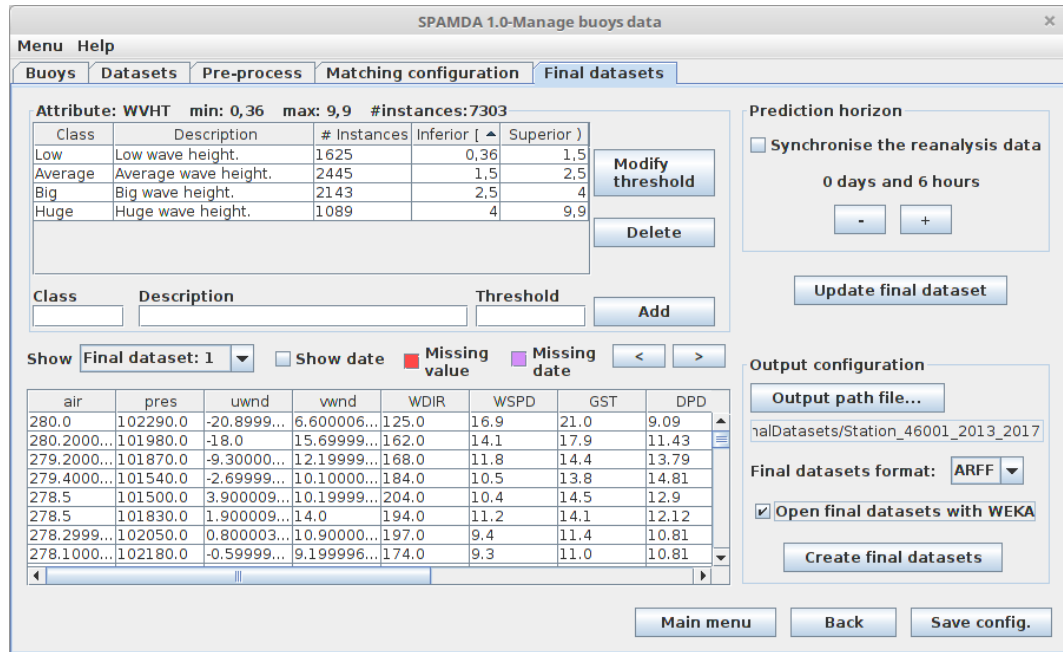 SPAMDA 1.0-Manage buoys data
Menu Help
Buoys Datasets Pre-process Matching configuration Final datasets
Attribute: WVHT min: 0,36 max: 9,9 #instances:7303
Class Description # Instances Inferior [ Superior )
Low Low wave height. 1625 0,36 1,5
Average Average wave height. 2445 1,5 2,5
Big Big wave height. 2143 2,5 4
Huge Huge wave height. 1089 4 9,9
Modify threshold
Delete
Class Description Threshold
Add
Prediction horizon
Synchronise the reanalysis data
0 days and 6 hours
- +
Update final dataset
Show Final dataset: 1 Show date Missing value Missing date < >
air pres uwnd vwnd WDIR WSPD GST DPD
280.0 102290.0 -20.8999... 6.600006... 125.0 16.9 21.0 9.09
280.2000... 101980.0 -18.0 15.69999... 162.0 14.1 17.9 11.43
279.2000... 101870.0 -9.30000... 12.19999... 168.0 11.8 14.4 13.79
279.4000... 101540.0 -2.69999... 10.10000... 184.0 10.5 13.8 14.81
278.5 101500.0 3.900009... 10.19999... 204.0 10.4 14.5 12.9
278.5 101830.0 1.900009... 14.0 194.0 11.2 14.1 12.12
278.2999... 102050.0 0.800003... 10.90000... 197.0 9.4 11.4 10.81
278.1000... 102180.0 -0.59999... 9.199996... 174.0 9.3 11.0 10.81
Output configuration
Output path file...
nalDatasets/Station_46001_2013_2017
Final datasets format: ARFF
Open final datasets with WEKA
Create final datasets
Main menu Back Save config.